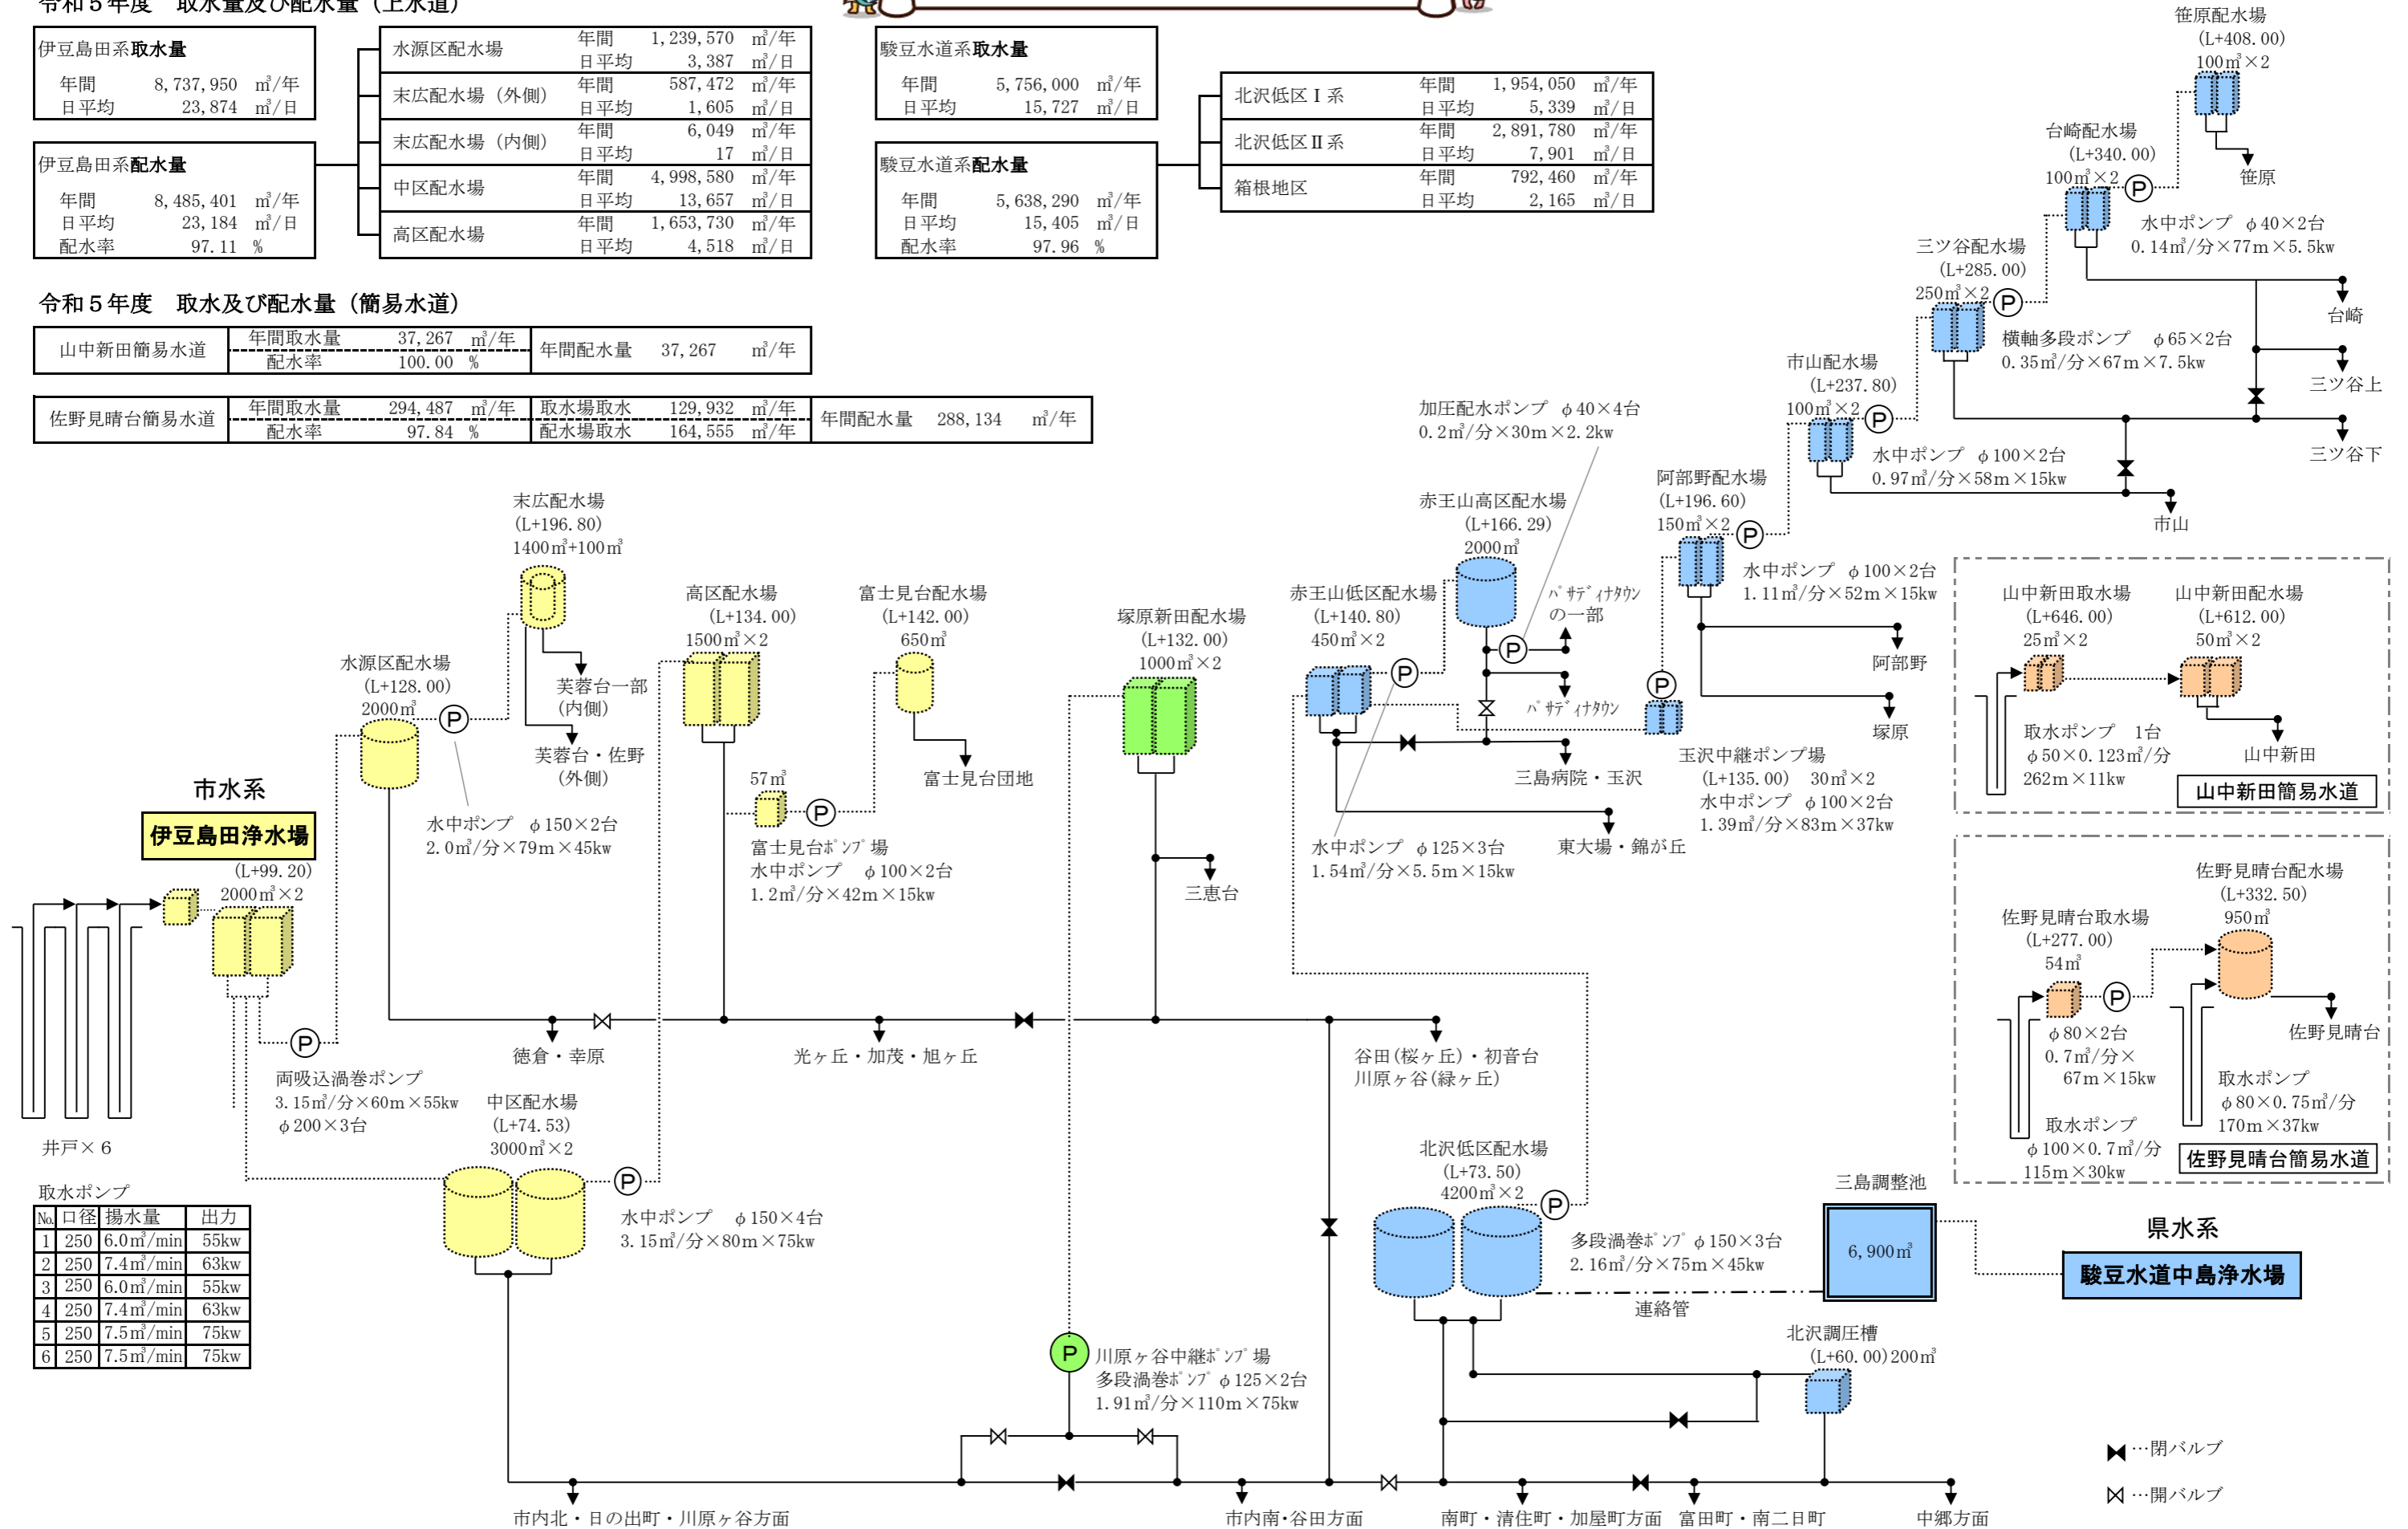 令和５年度　取水量及び配水量（上水道）
伊豆島田系取水量
年間 8,737,950 ㎥/年
日平均 23,874 ㎥/日
伊豆島田系配水量
年間 8,485,401 ㎥/年
日平均 23,184 ㎥/日
配水率 97.11 %
水源区配水場 年間 1,239,570 ㎥/年
日平均 3,387 ㎥/日
末広配水場（外側） 年間 587,472 ㎥/年
日平均 1,605 ㎥/日
末広配水場（内側） 年間 6,049 ㎥/年
日平均 17 ㎥/日
中区配水場 年間 4,998,580 ㎥/年
日平均 13,657 ㎥/日
高区配水場 年間 1,653,730 ㎥/年
日平均 4,518 ㎥/日
駿豆水道系取水量
年間 5,756,000 ㎥/年
日平均 15,727 ㎥/日
駿豆水道系配水量
年間 5,638,290 ㎥/年
日平均 15,405 ㎥/日
配水率 97.96 %
北沢低区Ⅰ系 年間 1,954,050 ㎥/年
日平均 5,339 ㎥/日
北沢低区Ⅱ系 年間 2,891,780 ㎥/年
日平均 7,901 ㎥/日
箱根地区 年間 792,460 ㎥/年
日平均 2,165 ㎥/日
令和５年度　取水及び配水量（簡易水道）
山中新田簡易水道 年間取水量 37,267 ㎥/年 年間配水量 37,267 ㎥/年
配水率 100.00 %
佐野見晴台簡易水道 年間取水量 294,487 ㎥/年 取水場取水 129,932 ㎥/年 年間配水量 288,134 ㎥/年
配水率 97.84 % 配水場取水 164,555 ㎥/年
笹原配水場
(L+408.00)
100㎥×2
笹原
台崎配水場
(L+340.00)
100㎥×2
P
水中ポンプ φ40×2台
0.14㎥/分×77m×5.5kw
台崎
三ツ谷配水場
(L+285.00)
250㎥×2
P
横軸多段ポンプ φ65×2台
0.35㎥/分×67m×7.5kw
三ツ谷上
三ツ谷下
市山配水場
(L+237.80)
100㎥×2
P
水中ポンプ φ100×2台
0.97㎥/分×58m×15kw
市山
阿部野配水場
(L+196.60)
150㎥×2
P
水中ポンプ φ100×2台
1.11㎥/分×52m×15kw
阿部野
塚原
P
玉沢中継ポンプ場
(L+135.00) 30㎥×2
水中ポンプ φ100×2台
1.39㎥/分×83m×37kw
加圧配水ポンプ φ40×4台
0.2㎥/分×30m×2.2kw
赤王山高区配水場
(L+166.29)
2000㎥
P
ﾊﾟｻﾃﾞｨﾅタウン
の一部
ﾊﾟｻﾃﾞｨﾅタウン
赤王山低区配水場
(L+140.80)
450㎥×2
P
三島病院・玉沢
東大場・錦が丘
水中ポンプ φ125×3台
1.54㎥/分×5.5m×15kw
末広配水場
(L+196.80)
1400㎥+100㎥
芙蓉台一部
(内側)
芙蓉台・佐野
(外側)
水源区配水場
(L+128.00)
2000㎥
P
水中ポンプ φ150×2台
2.0㎥/分×79m×45kw
高区配水場
(L+134.00)
1500㎥×2
富士見台配水場
(L+142.00)
650㎥
富士見台団地
57㎥
P
富士見台ﾎﾟﾝﾌﾟ場
水中ポンプ φ100×2台
1.2㎥/分×42m×15kw
塚原新田配水場
(L+132.00)
1000㎥×2
三恵台
市水系
伊豆島田浄水場
(L+99.20)
2000㎥×2
P
両吸込渦巻ポンプ
3.15㎥/分×60m×55kw
φ200×3台
井戸×６
徳倉・幸原
光ヶ丘・加茂・旭ヶ丘
谷田(桜ヶ丘)・初音台
川原ヶ谷(緑ヶ丘)
中区配水場
(L+74.53)
3000㎥×2
P
水中ポンプ φ150×4台
3.15㎥/分×80m×75kw
取水ポンプ
№ 口径 揚水量 出力
1 250 6.0㎥/min 55kw
2 250 7.4㎥/min 63kw
3 250 6.0㎥/min 55kw
4 250 7.4㎥/min 63kw
5 250 7.5㎥/min 75kw
6 250 7.5㎥/min 75kw
P
川原ヶ谷中継ﾎﾟﾝﾌﾟ場
多段渦巻ﾎﾟﾝﾌﾟφ125×2台
1.91㎥/分×110m×75kw
北沢低区配水場
(L+73.50)
4200㎥×2
P
多段渦巻ﾎﾟﾝﾌﾟφ150×3台
2.16㎥/分×75m×45kw
連絡管
三島調整池
6,900㎥
県水系
駿豆水道中島浄水場
北沢調圧槽
(L+60.00)200㎥
山中新田取水場
(L+646.00)
25㎥×2
山中新田配水場
(L+612.00)
50㎥×2
取水ポンプ 1台
φ50×0.123㎥/分
262m×11kw
山中新田
山中新田簡易水道
佐野見晴台配水場
(L+332.50)
950㎥
佐野見晴台取水場
(L+277.00)
54㎥
P
φ80×2台
0.7㎥/分×
67m×15kw
佐野見晴台
取水ポンプ
φ80×0.75㎥/分
170m×37kw
取水ポンプ
φ100×0.7㎥/分
115m×30kw
佐野見晴台簡易水道
…閉バルブ
…開バルブ
市内北・日の出町・川原ヶ谷方面
市内南・谷田方面
南町・清住町・加屋町方面
富田町・南二日町
中郷方面